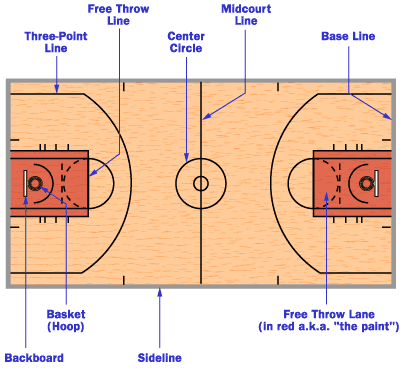 Free Throw
Line
Midcourt
Line
Three-Point
Line
Center
Circle
Base Line
Basket
(Hoop)
Free Throw Lane
(in red a.k.a. "the paint")
Backboard
Sideline